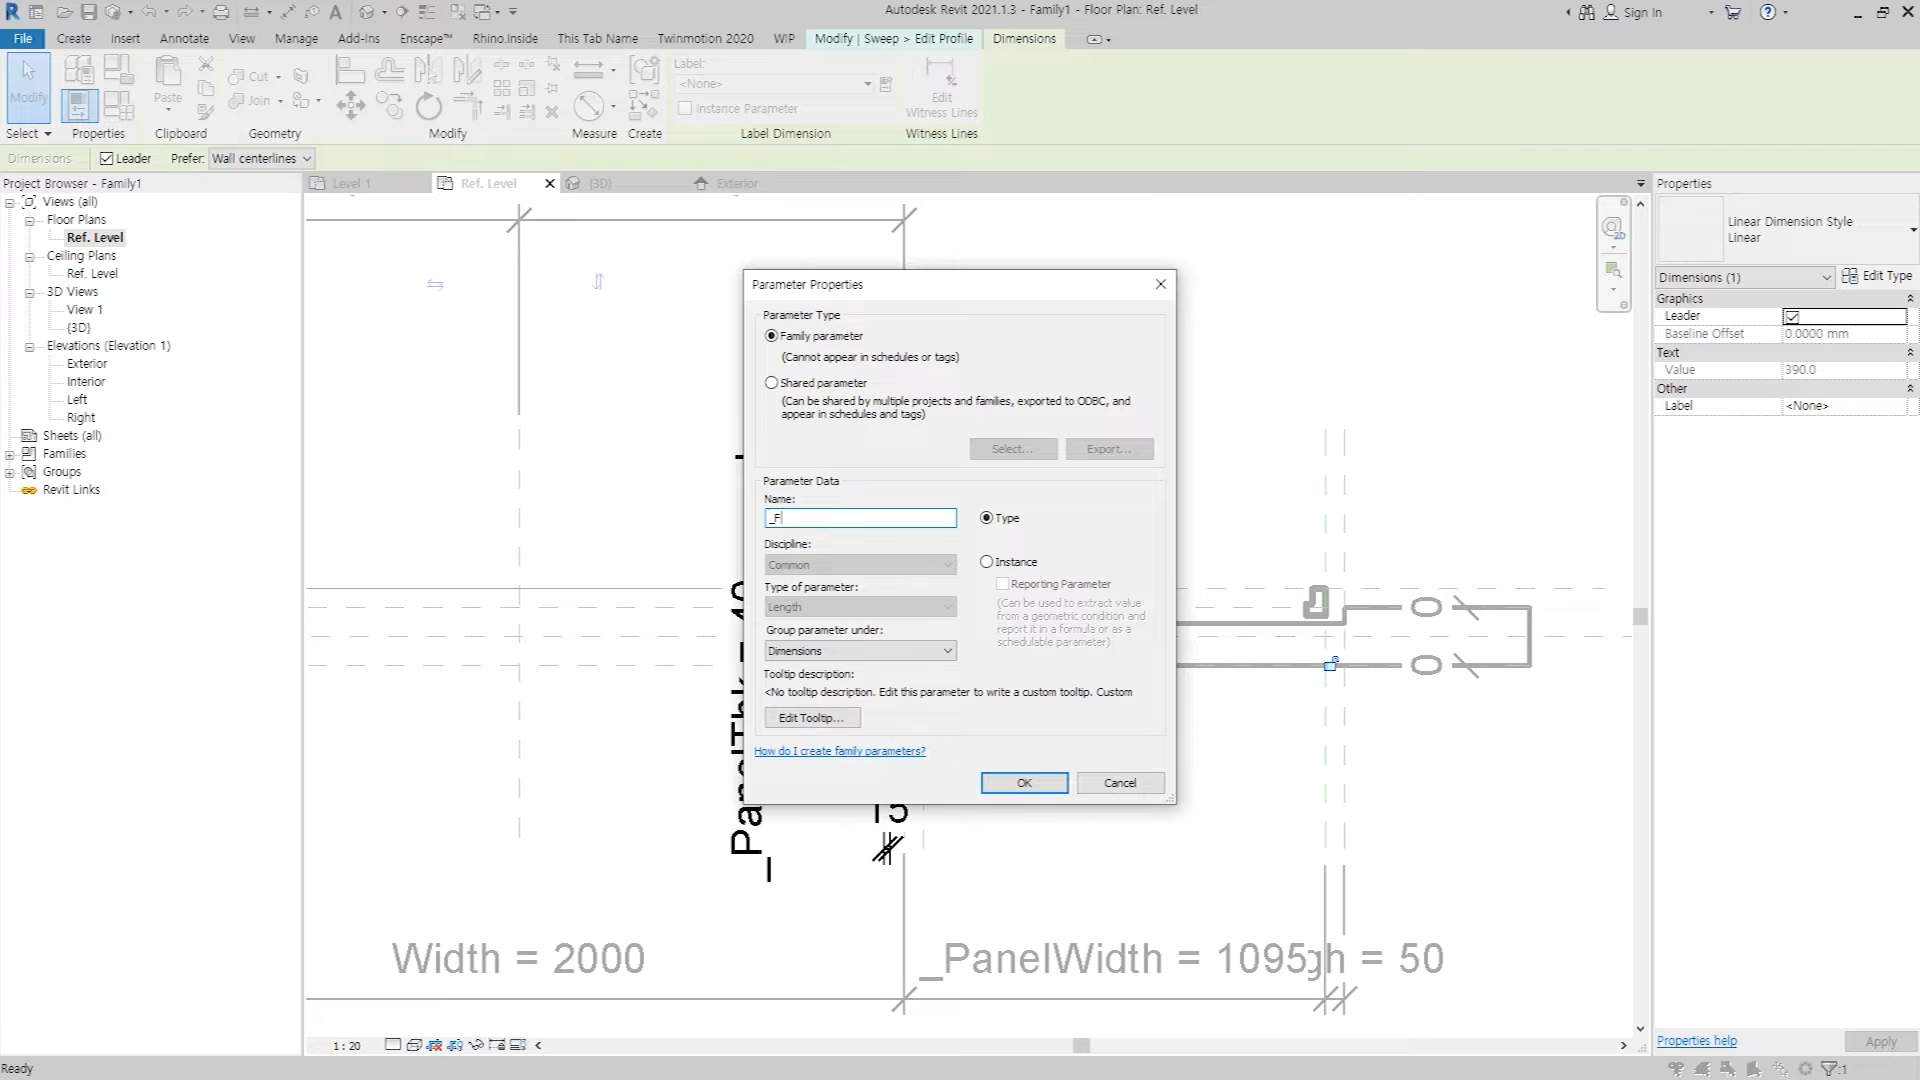 Autodesk Revit 2021.1.3 - Family1 - Floor Plan: Ref. Level
Sign In
File Create Insert Annotate View Manage Add-Ins Enscape™ Rhino.Inside This Tab Name Twinmotion 2020 WIP Modify | Sweep > Edit Profile Dimensions
Modify
Paste
Cut
Join
Label:
<None>
Instance Parameter
Edit
Witness Lines
Select Properties Clipboard Geometry Modify Measure Create Label Dimension Witness Lines
Dimensions Leader Prefer: Wall centerlines
Project Browser - Family1
Views (all)
Floor Plans
Ref. Level
Ceiling Plans
Ref. Level
3D Views
View 1
{3D}
Elevations (Elevation 1)
Exterior
Interior
Left
Right
Sheets (all)
Families
Groups
Revit Links
Level 1 Ref. Level {3D} Exterior
Parameter Properties
Parameter Type
Family parameter
(Cannot appear in schedules or tags)
Shared parameter
(Can be shared by multiple projects and families, exported to ODBC, and
appear in schedules and tags)
Select... Export...
Parameter Data
Name:
_F
Type
Discipline:
Common
Instance
Reporting Parameter
(Can be used to extract value
from a geometric condition and
report it in a formula or as a
schedulable parameter)
Type of parameter:
Length
Group parameter under:
Dimensions
Tooltip description:
<No tooltip description. Edit this parameter to write a custom tooltip. Custom
Edit Tooltip...
How do I create family parameters?
OK Cancel
15
Width = 2000
_PanelWidth = 1095
gh = 50
1 : 20
Properties
2D
Linear Dimension Style
Linear
Dimensions (1) Edit Type
Graphics
Leader
Baseline Offset 0.0000 mm
Text
Value 390.0
Other
Label <None>
Properties help Apply
Ready
:1